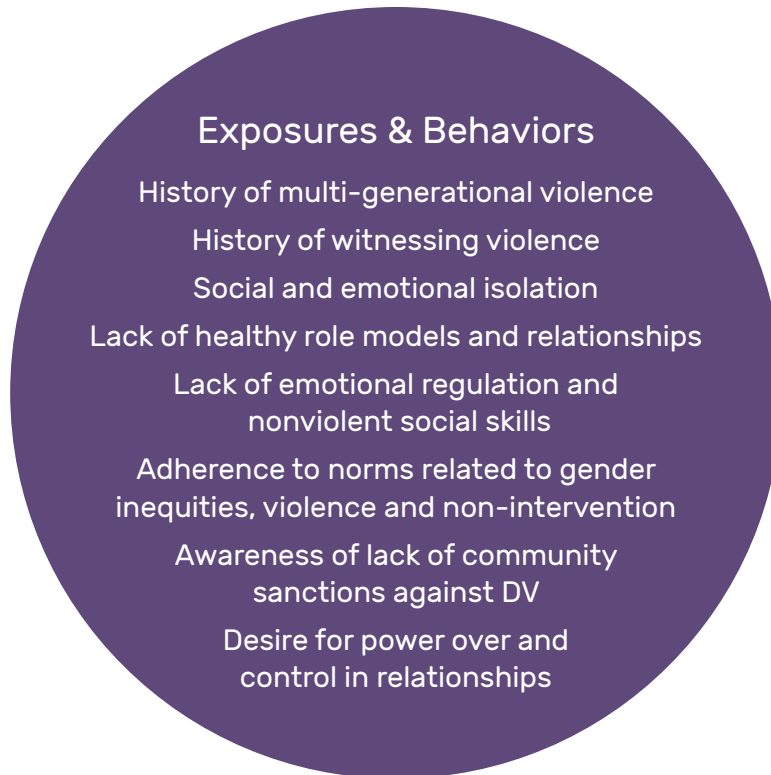 Exposures & Behaviors
History of multi-generational violence
History of witnessing violence
Social and emotional isolation
Lack of healthy role models and relationships
Lack of emotional regulation and
nonviolent social skills
Adherence to norms related to gender
inequities, violence and non-intervention
Awareness of lack of community
sanctions against DV
Desire for power over and
control in relationships